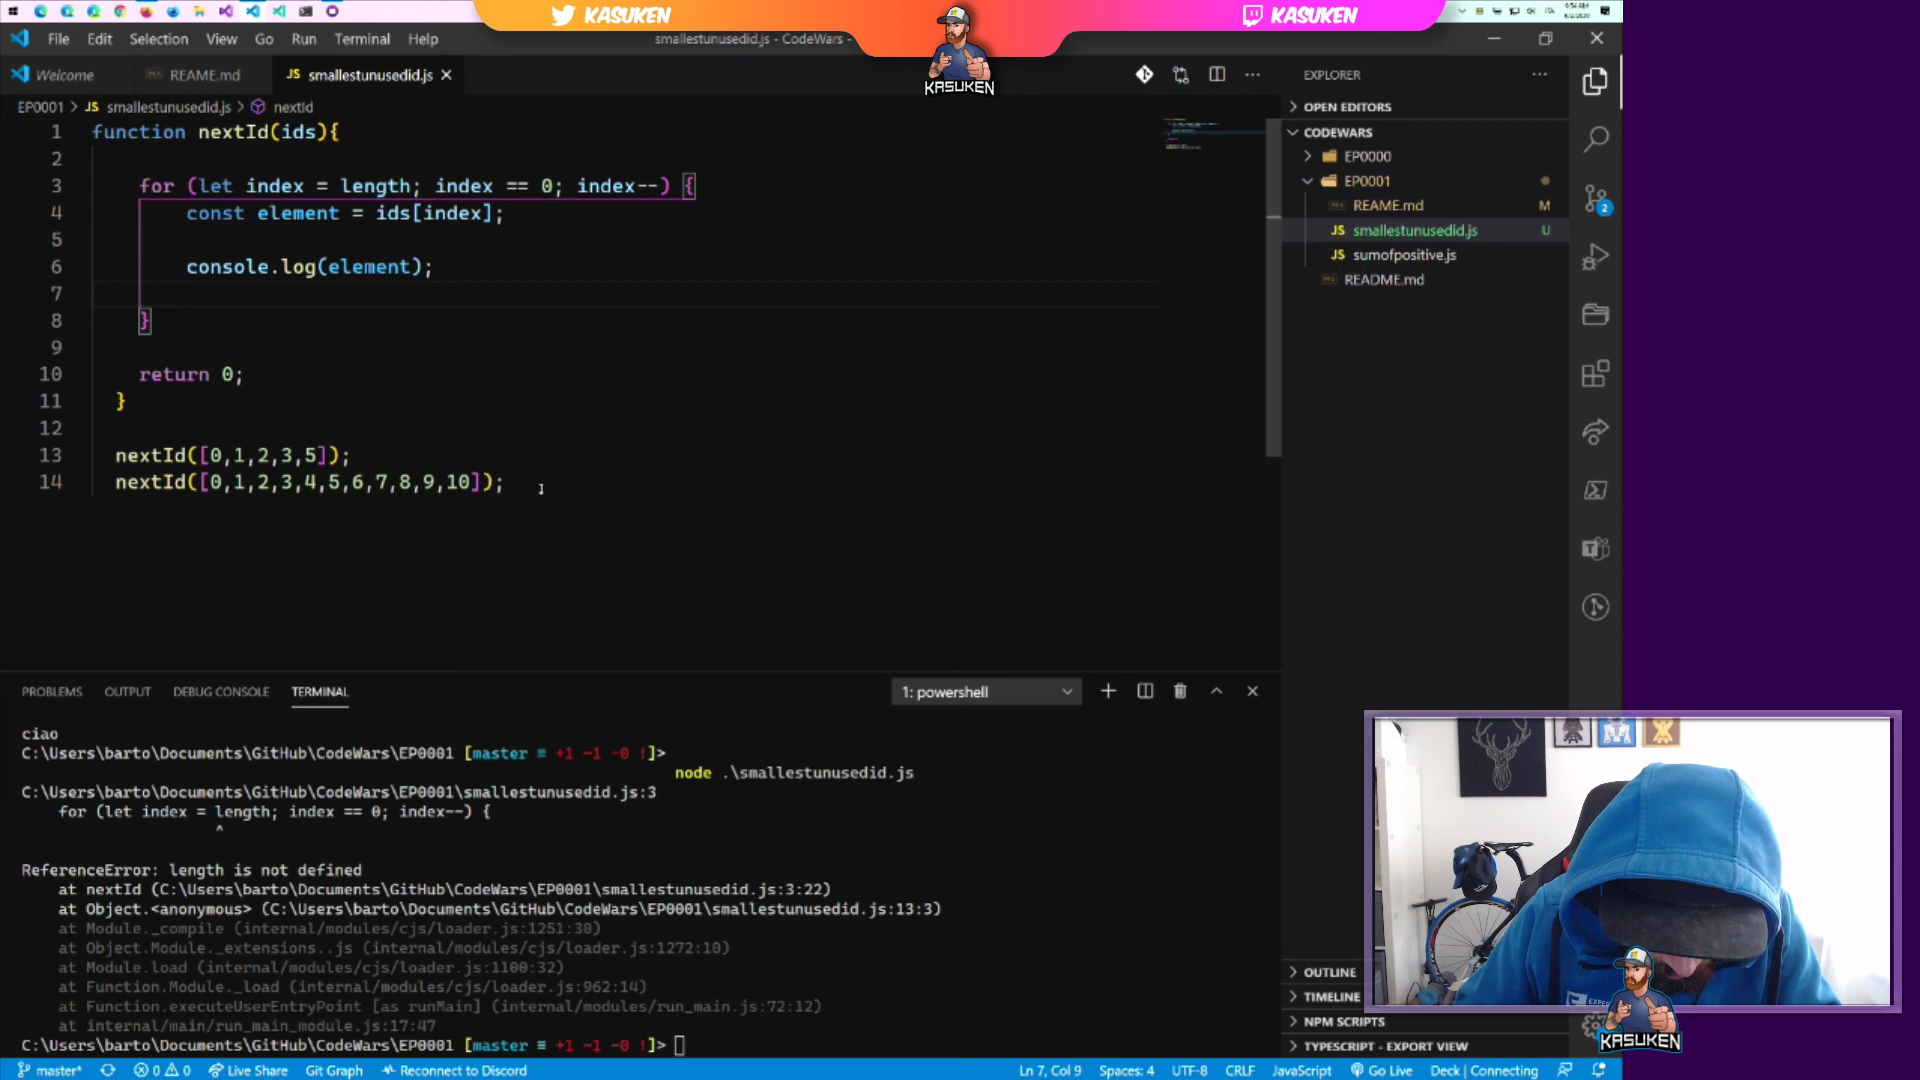 KASUKEN
KASUKEN
KASUKEN
File Edit Selection View Go Run Terminal Help
smallestunusedid.js - CodeWars -
Welcome
REAME.md
JS smallestunusedid.js
EP0001 > JS smallestunusedid.js > nextId
1 function nextId(ids){
2
3 for (let index = length; index == 0; index--) {
4 const element = ids[index];
5
6 console.log(element);
7
8 }
9
10 return 0;
11 }
12
13 nextId([0,1,2,3,5]);
14 nextId([0,1,2,3,4,5,6,7,8,9,10]);
EXPLORER
OPEN EDITORS
CODEWARS
EP0000
EP0001
REAME.md M
JS smallestunusedid.js U
JS sumofpositive.js
README.md
2
OUTLINE
TIMELINE
NPM SCRIPTS
TYPESCRIPT - EXPORT VIEW
PROBLEMS OUTPUT DEBUG CONSOLE TERMINAL
1: powershell
ciao
C:\Users\barto\Documents\GitHub\CodeWars\EP0001 [master ≡ +1 ~1 -0 !]>
node .\smallestunusedid.js
C:\Users\barto\Documents\GitHub\CodeWars\EP0001\smallestunusedid.js:3
for (let index = length; index == 0; index--) {
^
ReferenceError: length is not defined
at nextId (C:\Users\barto\Documents\GitHub\CodeWars\EP0001\smallestunusedid.js:3:22)
at Object.<anonymous> (C:\Users\barto\Documents\GitHub\CodeWars\EP0001\smallestunusedid.js:13:3)
at Module._compile (internal/modules/cjs/loader.js:1251:30)
at Object.Module._extensions..js (internal/modules/cjs/loader.js:1272:10)
at Module.load (internal/modules/cjs/loader.js:1100:32)
at Function.Module._load (internal/modules/cjs/loader.js:962:14)
at Function.executeUserEntryPoint [as runMain] (internal/modules/run_main.js:72:12)
at internal/main/run_main_module.js:17:47
C:\Users\barto\Documents\GitHub\CodeWars\EP0001 [master ≡ +1 ~1 -0 !]>
KASUKEN
master* 0 0 Live Share Git Graph Reconnect to Discord
Ln 7, Col 9 Spaces: 4 UTF-8 CRLF JavaScript Go Live Deck | Connecting